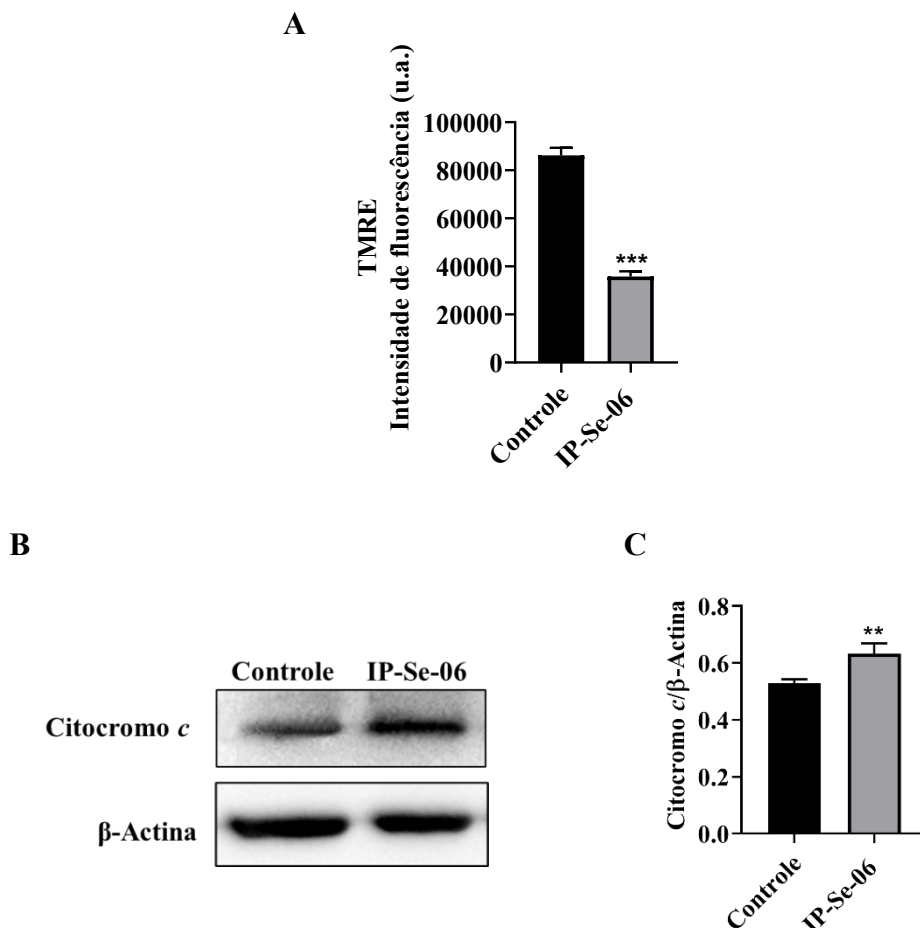 A
TMRE
Intensidade de fluorescência (u.a.)
100000
80000
60000
40000
20000
0
***
Controle
IP-Se-06
B
Controle IP-Se-06
Citocromo c
β-Actina
C
Citocromo c/β-Actina
0.8
0.6
0.4
0.2
0.0
**
Controle
IP-Se-06